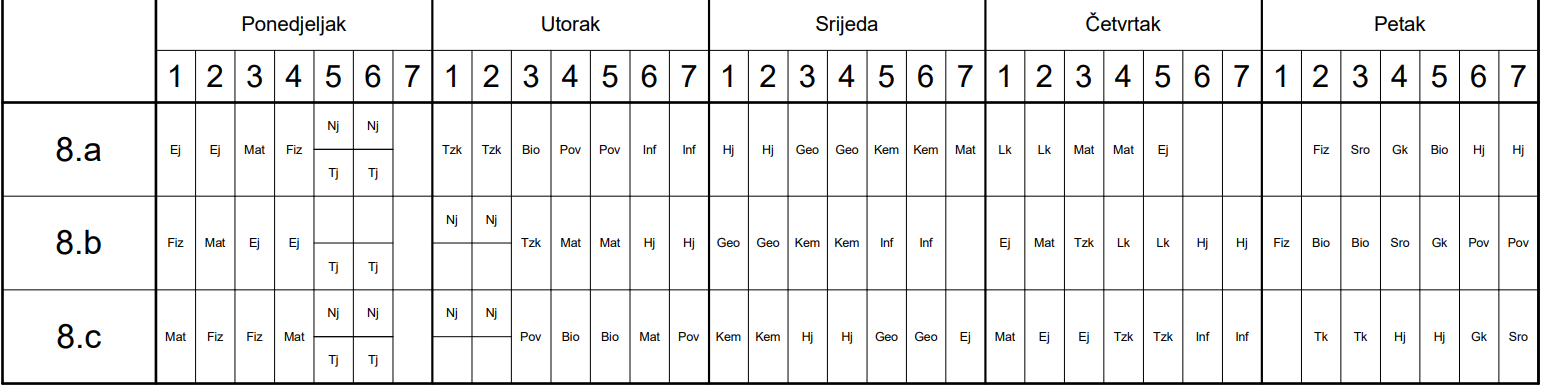 Ponedjeljak Utorak Srijeda Četvrtak Petak
1 2 3 4 5 6 7 1 2 3 4 5 6 7 1 2 3 4 5 6 7 1 2 3 4 5 6 7 1 2 3 4 5 6 7
Nj Nj
8.a Ej Ej Mat Fiz Tzk Tzk Bio Pov Pov Inf Inf Hj Hj Geo Geo Kem Kem Mat Lk Lk Mat Mat Ej Fiz Sro Gk Bio Hj Hj
Tj Tj
Nj Nj
8.b Fiz Mat Ej Ej Tzk Mat Mat Hj Hj Geo Geo Kem Kem Inf Inf Ej Mat Tzk Lk Lk Hj Hj Fiz Bio Bio Sro Gk Pov Pov
Tj Tj
Nj Nj Nj Nj
8.c Mat Fiz Fiz Mat Pov Bio Bio Mat Pov Kem Kem Hj Hj Geo Geo Ej Mat Ej Ej Tzk Tzk Inf Inf Tk Tk Hj Hj Gk Sro
Tj Tj